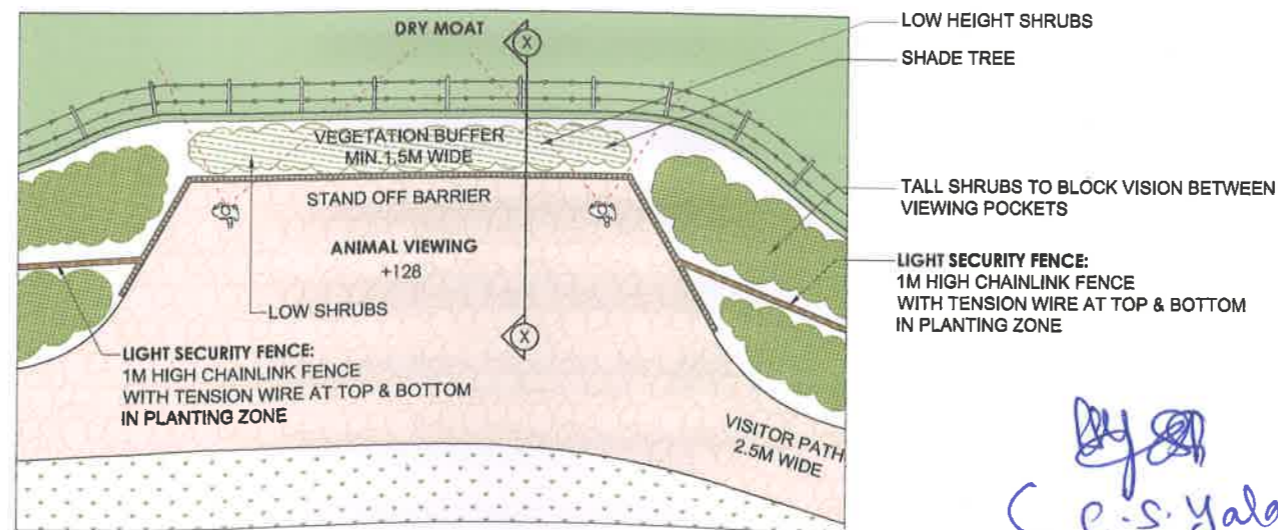 DRY MOAT
X
LOW HEIGHT SHRUBS
SHADE TREE
VEGETATION BUFFER
MIN.1,5M WIDE
STAND OFF BARRIER
TALL SHRUBS TO BLOCK VISION BETWEEN
VIEWING POCKETS
ANIMAL VIEWING
+128
LIGHT SECURITY FENCE:
1M HIGH CHAINLINK FENCE
WITH TENSION WIRE AT TOP & BOTTOM
IN PLANTING ZONE
LOW SHRUBS
X
LIGHT SECURITY FENCE:
1M HIGH CHAINLINK FENCE
WITH TENSION WIRE AT TOP & BOTTOM
IN PLANTING ZONE
VISITOR PATH
2.5M WIDE